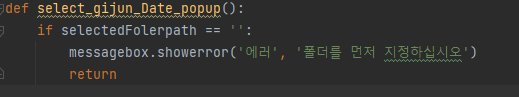 def select_gijun_Date_popup():
    if selectedFolerpath == '':
        messagebox.showerror('에러', '폴더를 먼저 지정하십시오')
        return